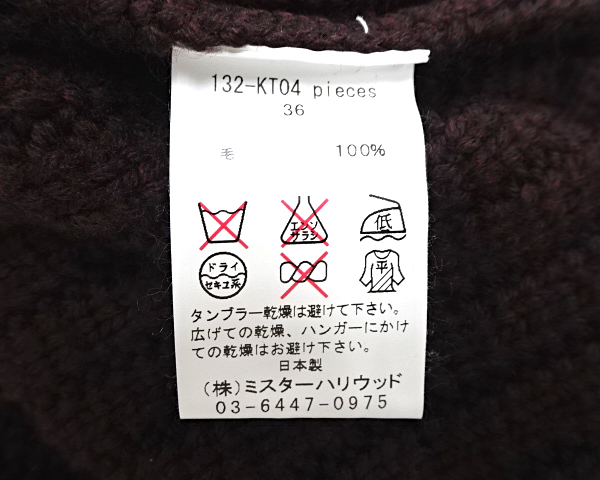 132-KT04 pieces
36
毛 100%
エンソ サラシ 低
ドライ セキユ系 平
タンブラー乾燥は避けて下さい。
広げての乾燥、ハンガーにかけ
ての乾燥はお避け下さい。
日本製
(株)ミスターハリウッド
03-6447-0975